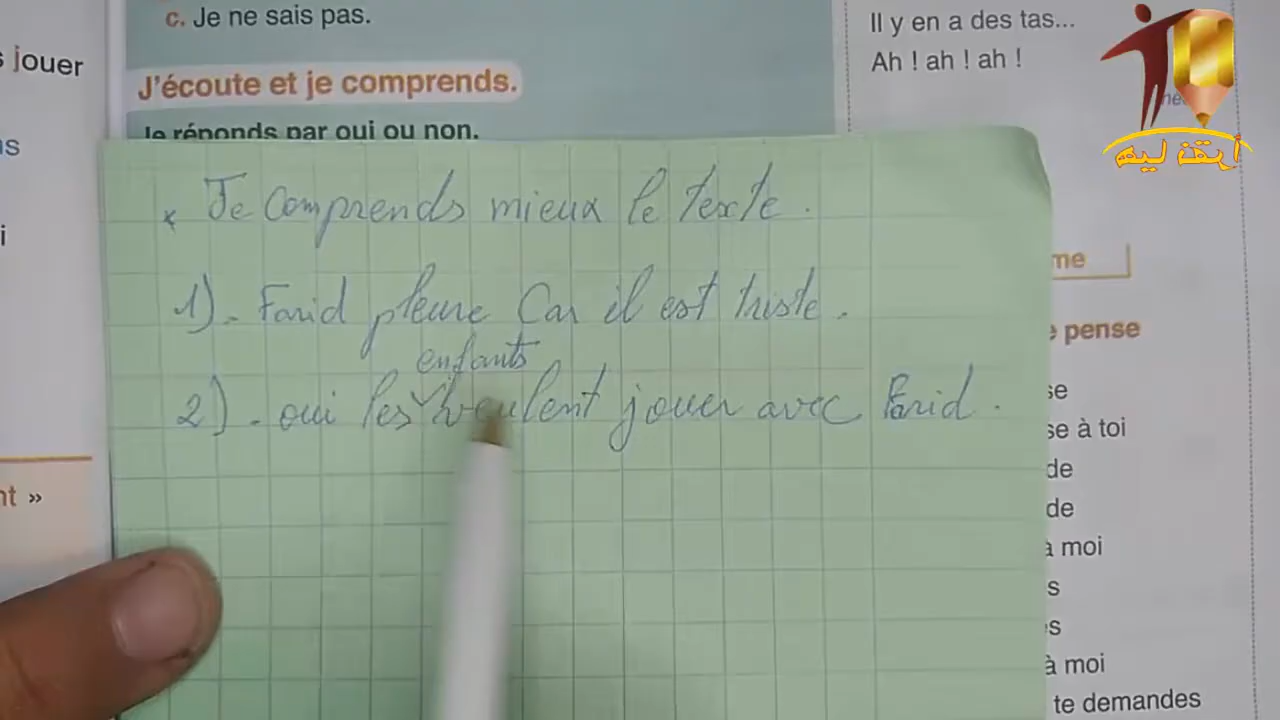 c. Je ne sais pas.
J'écoute et je comprends.
Je réponds par oui ou non.
jouer
nt »
Il y en a des tas...
Ah ! ah ! ah !
أيقذ ليه
* Je comprends mieux le texte.
1). Farid pleure Car il est triste.
enfants
2). oui les veulent jouer avec Farid.
me
pense
se
se à toi
de
de
à moi
s
s
à moi
te demandes